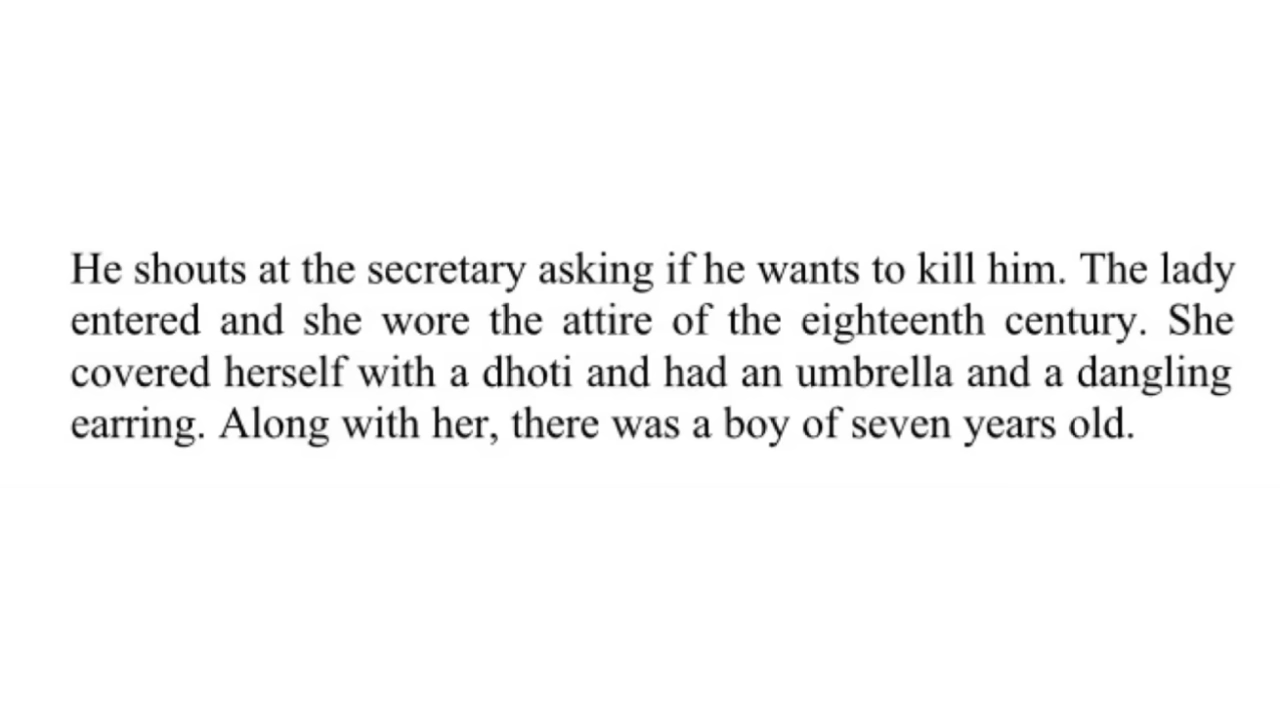 He shouts at the secretary asking if he wants to kill him. The lady
entered and she wore the attire of the eighteenth century. She
covered herself with a dhoti and had an umbrella and a dangling
earring. Along with her, there was a boy of seven years old.